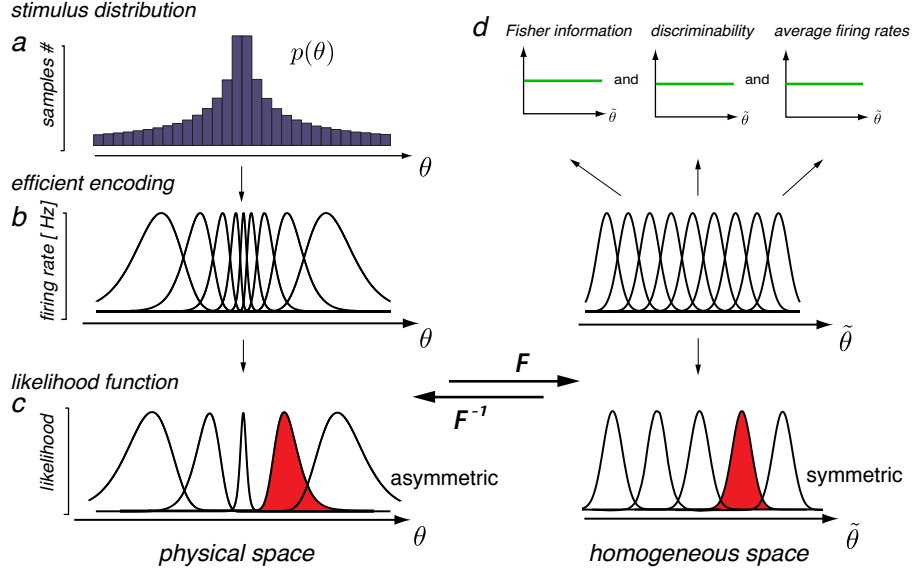 stimulus distribution
a
samples #
p(θ)
θ
efficient encoding
b
firing rate [ Hz]
θ
likelihood function
c
likelihood
asymmetric
θ
physical space
F
F⁻¹
d
Fisher information
discriminability
average firing rates
and
and
θ̃
θ̃
θ̃
θ̃
symmetric
θ̃
homogeneous space